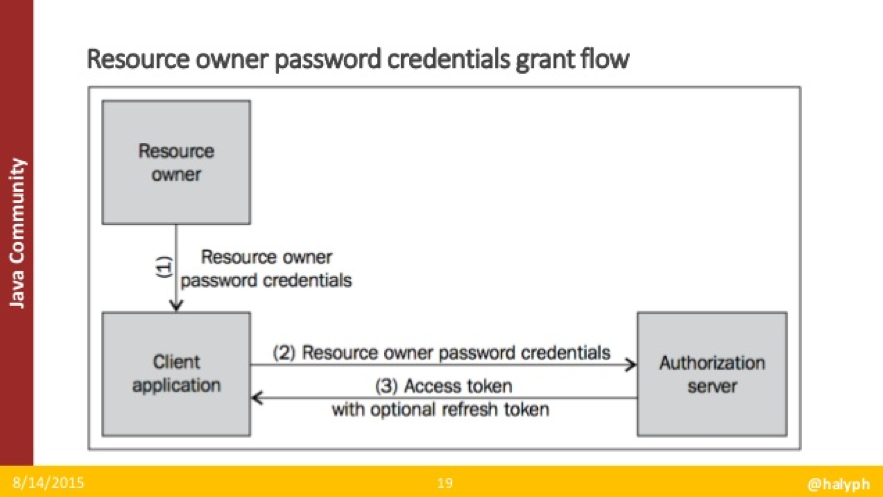 Resource owner password credentials grant flow
Java Community
Resource
owner
(1)
Resource owner
password credentials
Client
application
(2) Resource owner password credentials
(3) Access token
with optional refresh token
Authorization
server
8/14/2015
19
@halyph